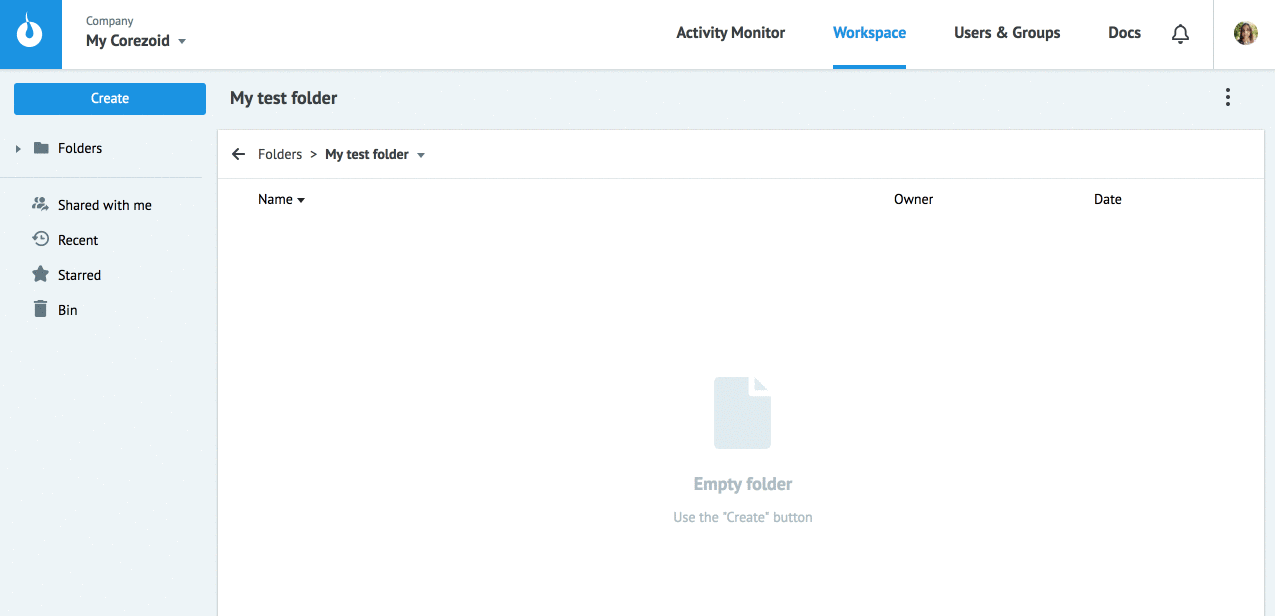 Company
My Corezoid
Activity Monitor
Workspace
Users & Groups
Docs
Create
My test folder
Folders
Folders > My test folder
Name
Owner
Date
Shared with me
Recent
Starred
Bin
Empty folder
Use the "Create" button